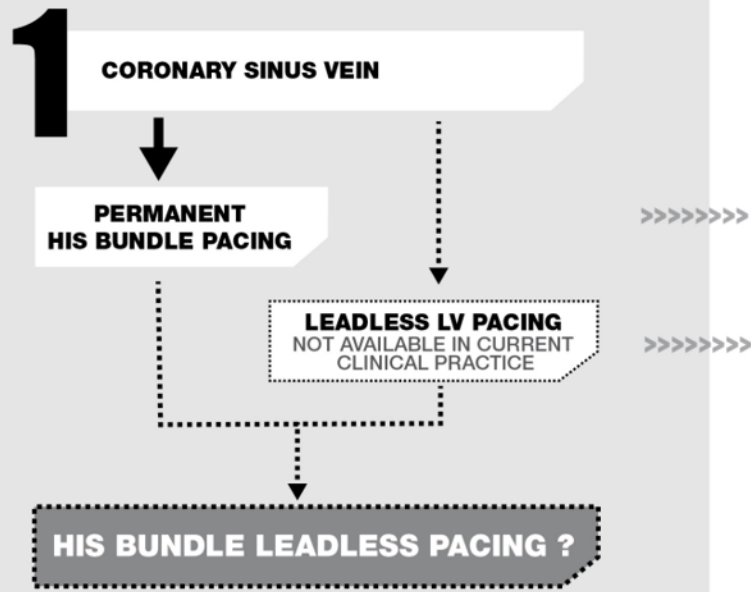 1
CORONARY SINUS VEIN
PERMANENT
HIS BUNDLE PACING
>>>>>>>>>
LEADLESS LV PACING
NOT AVAILABLE IN CURRENT
CLINICAL PRACTICE
>>>>>>>>>
HIS BUNDLE LEADLESS PACING ?